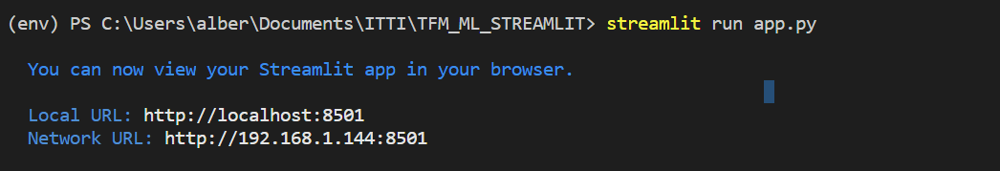 (env) PS C:\Users\alber\Documents\ITTI\TFM_ML_STREAMLIT> streamlit run app.py
You can now view your Streamlit app in your browser.
Local URL: http://localhost:8501
Network URL: http://192.168.1.144:8501